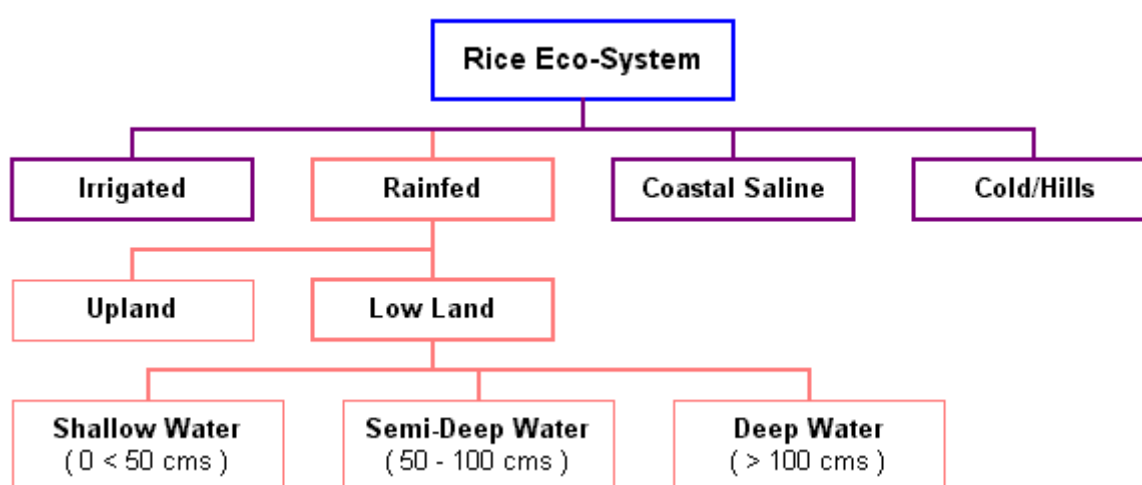 Rice Eco-System
Irrigated
Rainfed
Coastal Saline
Cold/Hills
Upland
Low Land
Shallow Water
( 0 < 50 cms )
Semi-Deep Water
( 50 - 100 cms )
Deep Water
( > 100 cms )